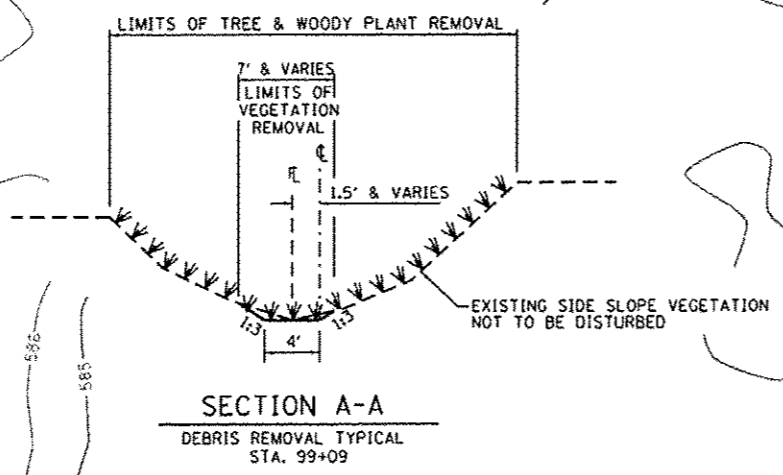 LIMITS OF TREE & WOODY PLANT REMOVAL
7' & VARIES
LIMITS OF
VEGETATION
REMOVAL
℄
FL
1.5' & VARIES
EXISTING SIDE SLOPE VEGETATION
NOT TO BE DISTURBED
1:3
1:3
4'
586
585
SECTION A-A
DEBRIS REMOVAL TYPICAL
STA. 99+09